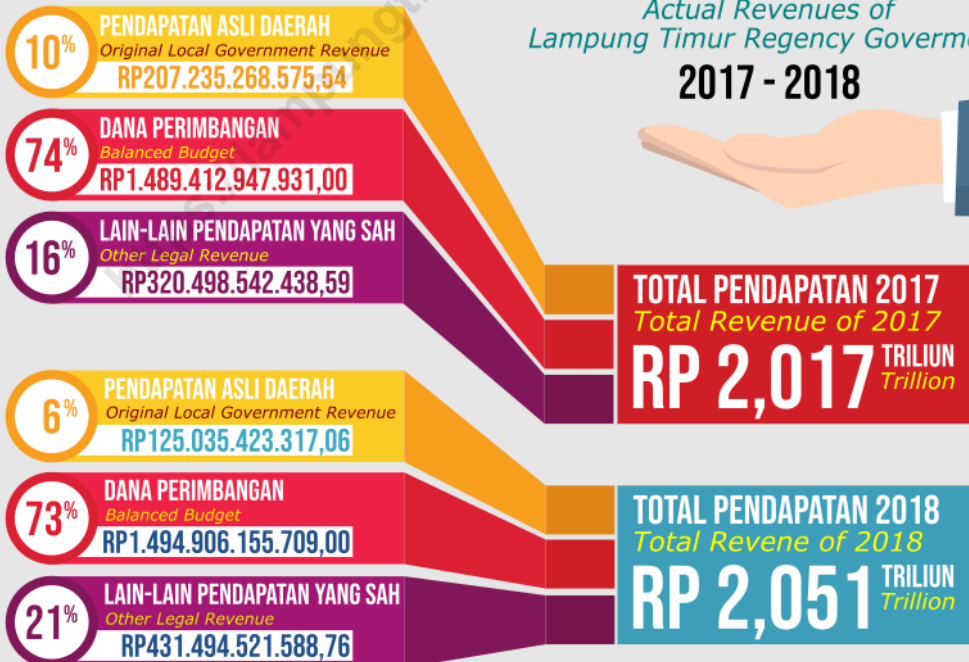 Actual Revenues of
Lampung Timur Regency Governm
2017 - 2018
10%
PENDAPATAN ASLI DAERAH
Original Local Government Revenue
RP207.235.268.575,54
74%
DANA PERIMBANGAN
Balanced Budget
RP1.489.412.947.931,00
16%
LAIN-LAIN PENDAPATAN YANG SAH
Other Legal Revenue
RP320.498.542.438,59
TOTAL PENDAPATAN 2017
Total Revenue of 2017
RP 2,017 TRILIUN
Trillion
6%
PENDAPATAN ASLI DAERAH
Original Local Government Revenue
RP125.035.423.317,06
73%
DANA PERIMBANGAN
Balanced Budget
RP1.494.906.155.709,00
21%
LAIN-LAIN PENDAPATAN YANG SAH
Other Legal Revenue
RP431.494.521.588,76
TOTAL PENDAPATAN 2018
Total Revene of 2018
RP 2,051 TRILIUN
Trillion